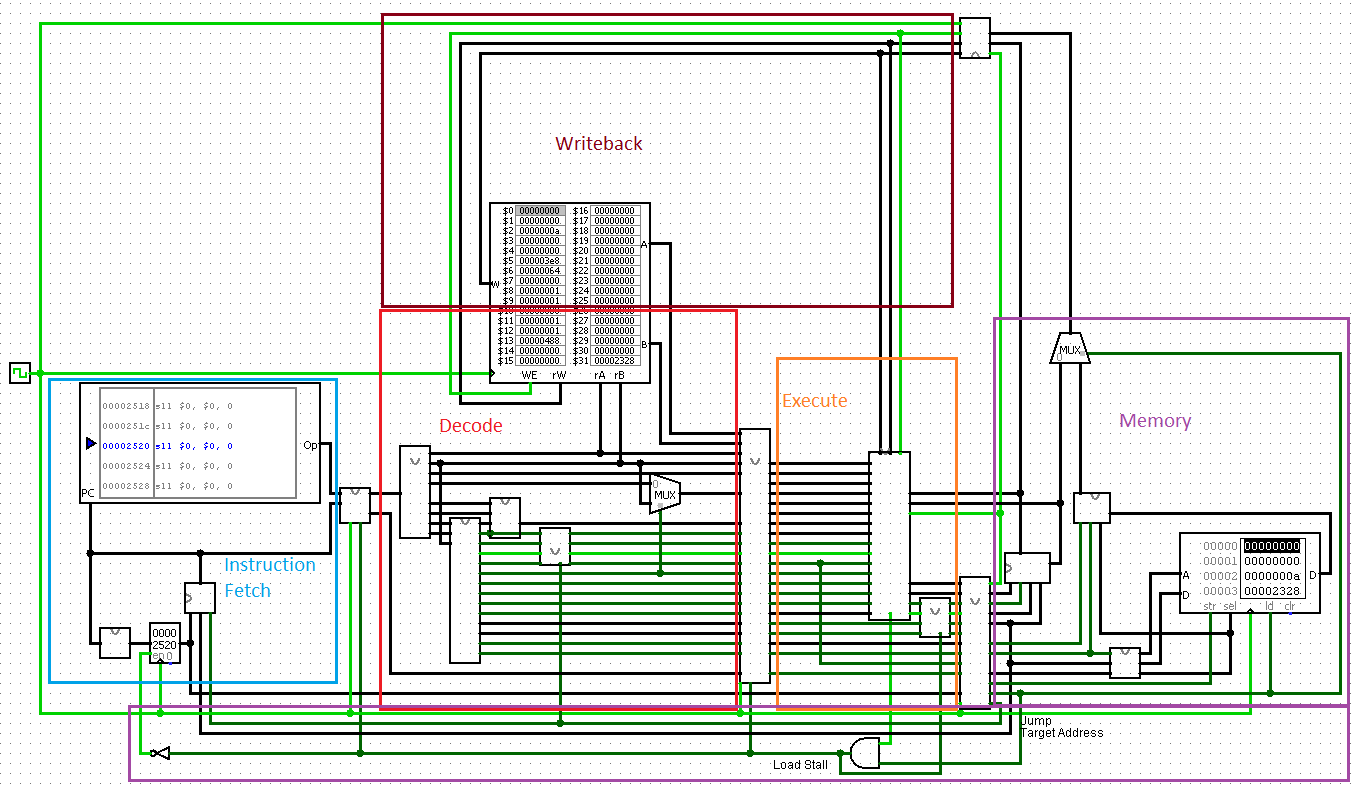 Writeback
$0 00000000 $16 00000000
$1 00000000 $17 00000000
$2 0000000a $18 00000000
$3 00000000 $19 00000000
$4 00000000 $20 00000000
$5 000003e8 $21 00000000
$6 00000064 $22 00000000
$7 00000000 $23 00000000
$8 00000001 $24 00000000
$9 00000001 $25 00000000
$11 00000001 $27 00000000
$12 00000001 $28 00000000
$13 00000488 $29 00000000
$14 00000000 $30 00000000
$15 00000000 $31 00002328
W
A
B
WE rW rA rB
MUX
0
00002518 sll $0, $0, 0
0000251c sll $0, $0, 0
00002520 sll $0, $0, 0
00002524 sll $0, $0, 0
00002528 sll $0, $0, 0
Op
PC
Decode
Execute
Memory
0
MUX
Instruction
Fetch
0000
2520
en 0
00000 00000000
00001 00000000
00002 0000000a
00003 00002328
A
D
D
str sel ld clr
Jump
Target Address
Load Stall